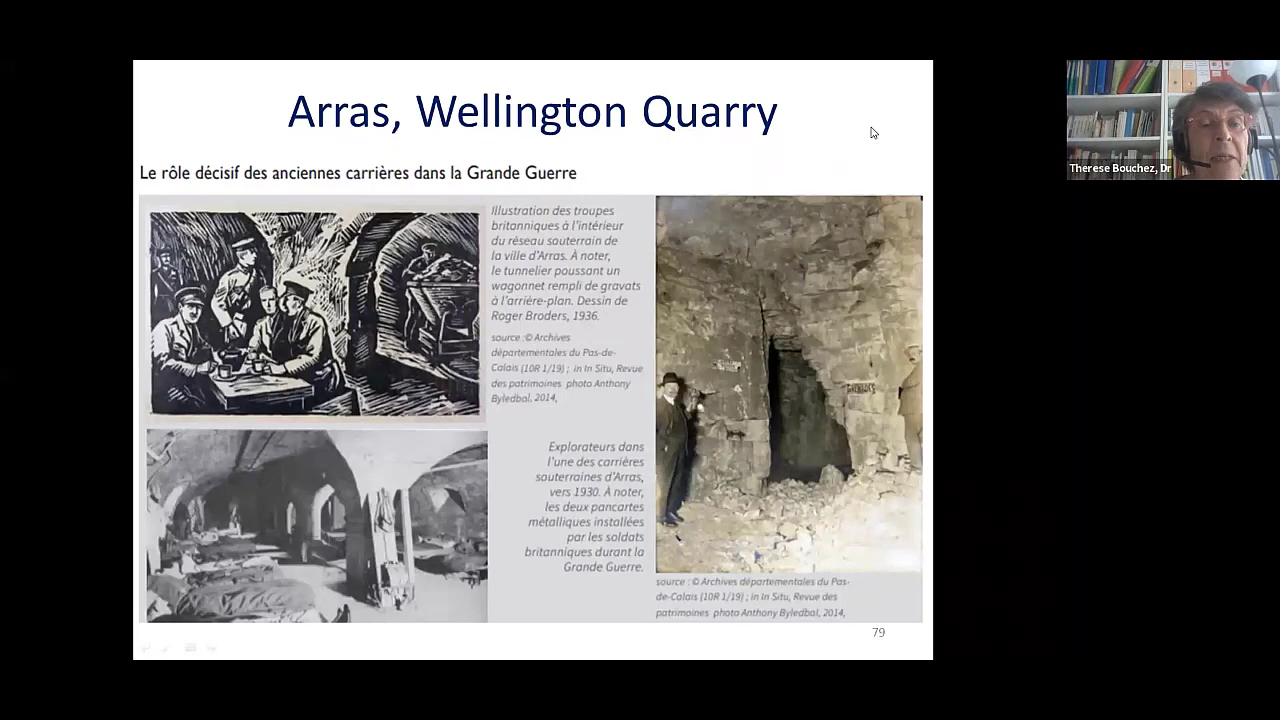 Arras, Wellington Quarry
Therese Bouchez, Dr
Le rôle décisif des anciennes carrières dans la Grande Guerre
Illustration des troupes
britanniques à l'intérieur
du réseau souterrain de
la ville d'Arras. À noter,
le tunnelier poussant un
wagonnet rempli de gravats
à l'arrière-plan. Dessin de
Roger Broders, 1936.
source : © Archives
départementales du Pas-de-
Calais (10R 1/19) ; in In Situ, Revue
des patrimoines photo Anthony
Byledbal, 2014,
Explorateurs dans
l'une des carrières
souterraines d'Arras,
vers 1930. À noter,
les deux pancartes
métalliques installées
par les soldats
britanniques durant la
Grande Guerre.
source : © Archives départementales du Pas-
de-Calais (10R 1/19) ; in In Situ, Revue des
patrimoines photo Anthony Byledbal, 2014,
79